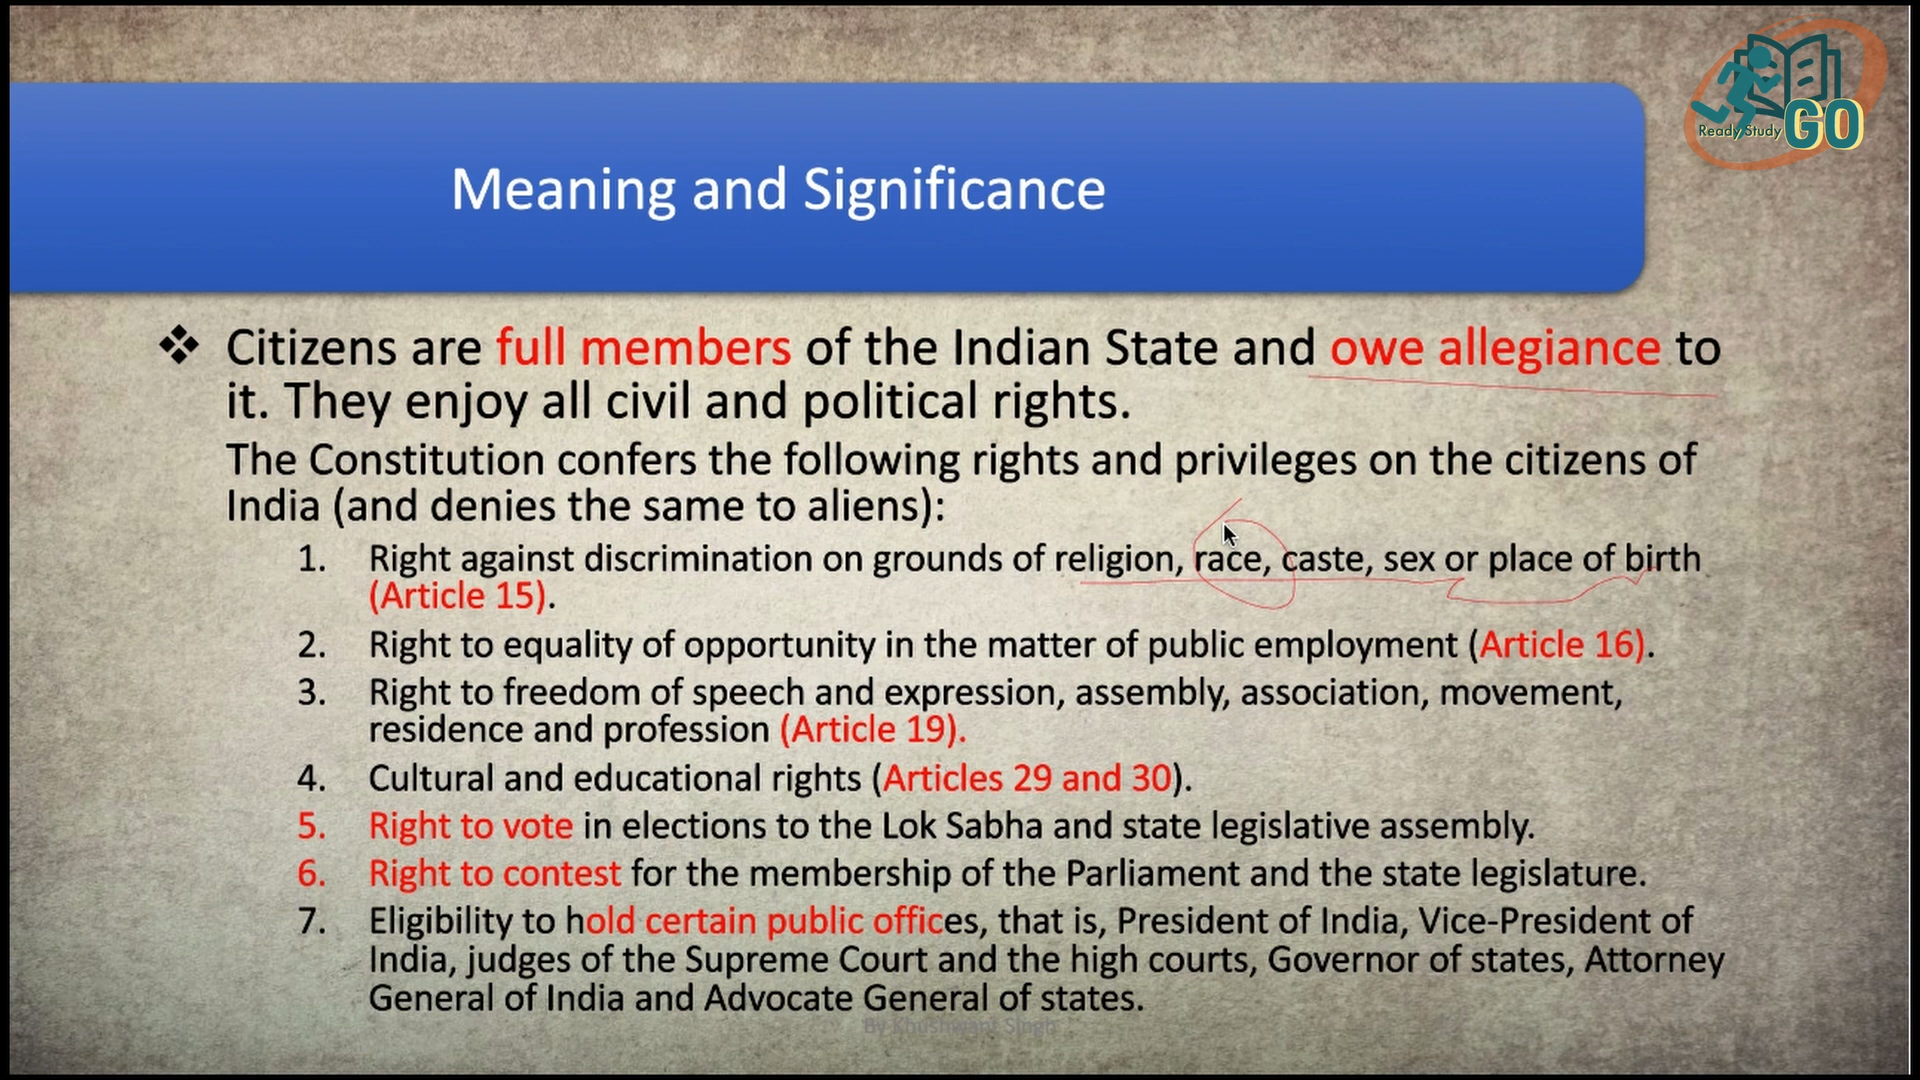 Ready Study GO
Meaning and Significance
❖ Citizens are full members of the Indian State and owe allegiance to
it. They enjoy all civil and political rights.
The Constitution confers the following rights and privileges on the citizens of
India (and denies the same to aliens):
1. Right against discrimination on grounds of religion, race, caste, sex or place of birth
(Article 15).
2. Right to equality of opportunity in the matter of public employment (Article 16).
3. Right to freedom of speech and expression, assembly, association, movement,
residence and profession (Article 19).
4. Cultural and educational rights (Articles 29 and 30).
5. Right to vote in elections to the Lok Sabha and state legislative assembly.
6. Right to contest for the membership of the Parliament and the state legislature.
7. Eligibility to hold certain public offices, that is, President of India, Vice-President of
India, judges of the Supreme Court and the high courts, Governor of states, Attorney
General of India and Advocate General of states.
By Khushwant Singh